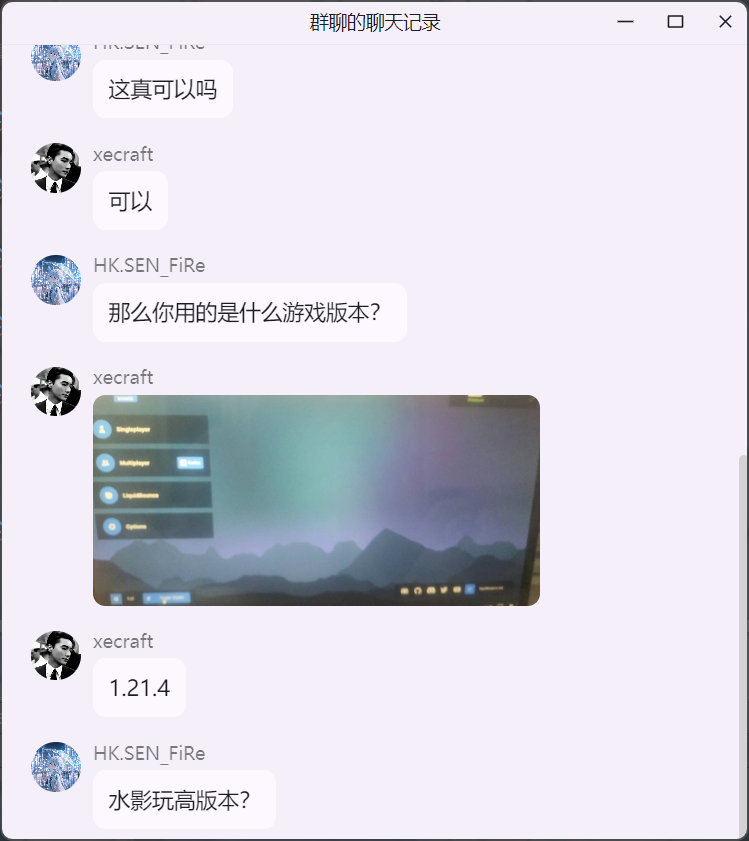 群聊的聊天记录
HK.SEN_FiRe
这真可以吗
xecraft
可以
HK.SEN_FiRe
那么你用的是什么游戏版本？
xecraft
Singleplayer
Multiplayer
LiquidBounce
Options
xecraft
1.21.4
HK.SEN_FiRe
水影玩高版本？